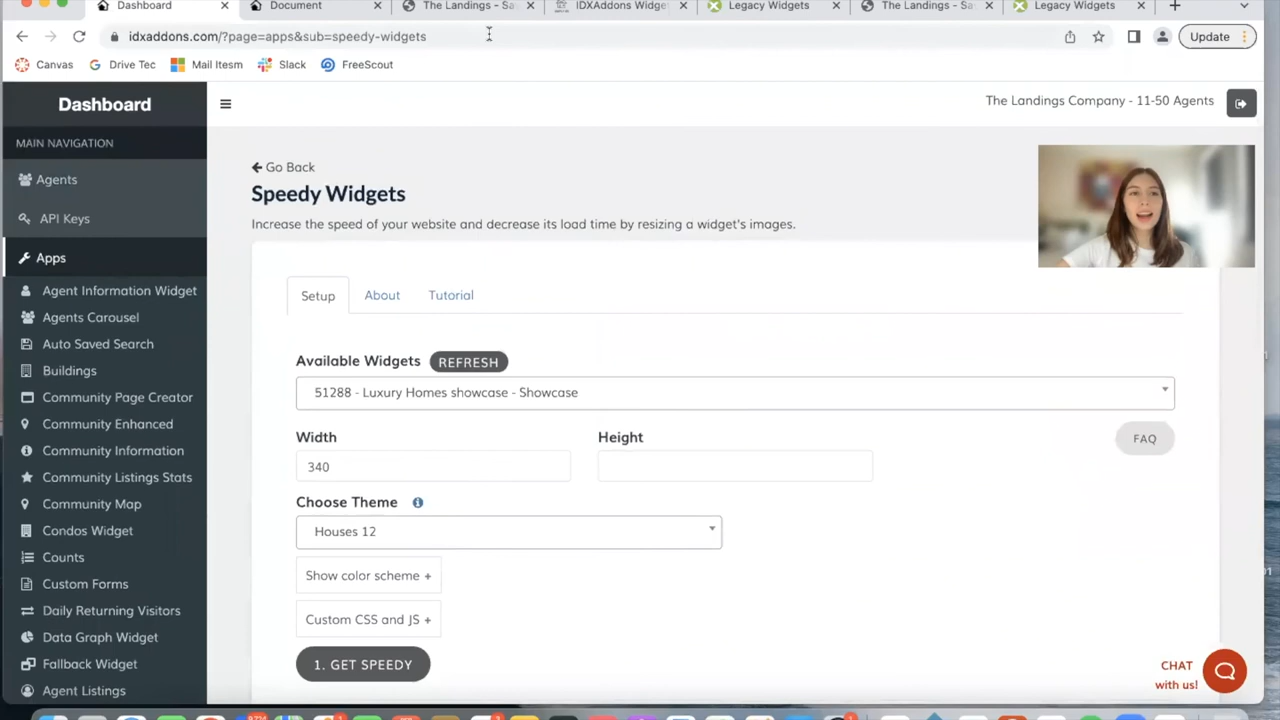 Dashboard
Document
The Landings - Sa
IDXAddons Widge
Legacy Widgets
The Landings - Sa
Legacy Widgets
idxaddons.com/?page=apps&sub=speedy-widgets
Update
Canvas
Drive Tec
Mail Itesm
Slack
FreeScout
Dashboard
The Landings Company - 11-50 Agents
MAIN NAVIGATION
Agents
API Keys
Apps
Agent Information Widget
Agents Carousel
Auto Saved Search
Buildings
Community Page Creator
Community Enhanced
Community Information
Community Listings Stats
Community Map
Condos Widget
Counts
Custom Forms
Daily Returning Visitors
Data Graph Widget
Fallback Widget
Agent Listings
Go Back
Speedy Widgets
Increase the speed of your website and decrease its load time by resizing a widget's images.
Setup
About
Tutorial
Available Widgets
REFRESH
51288 - Luxury Homes showcase - Showcase
Width
Height
FAQ
340
Choose Theme
Houses 12
Show color scheme +
Custom CSS and JS +
1. GET SPEEDY
CHAT
with us!